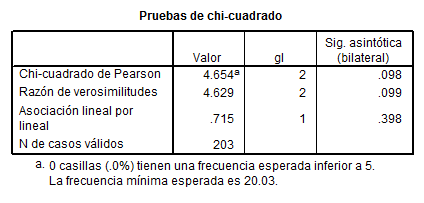 Pruebas de chi-cuadrado
Valor gl Sig. asintótica (bilateral)
Chi-cuadrado de Pearson 4.654a 2 .098
Razón de verosimilitudes 4.629 2 .099
Asociación lineal por lineal .715 1 .398
N de casos válidos 203
a. 0 casillas (.0%) tienen una frecuencia esperada inferior a 5.
La frecuencia mínima esperada es 20.03.